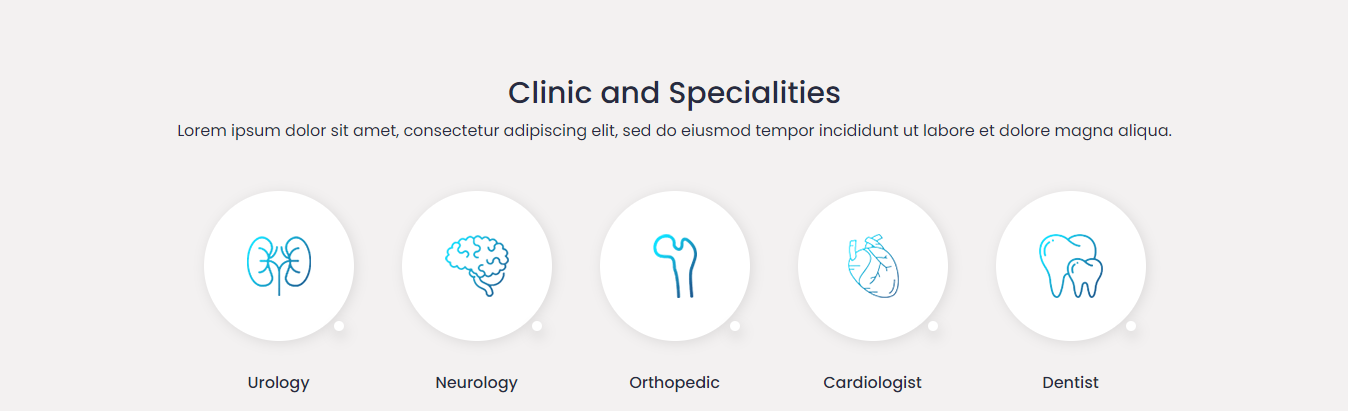 Clinic and Specialities
Lorem ipsum dolor sit amet, consectetur adipiscing elit, sed do eiusmod tempor incididunt ut labore et dolore magna aliqua.
Urology
Neurology
Orthopedic
Cardiologist
Dentist